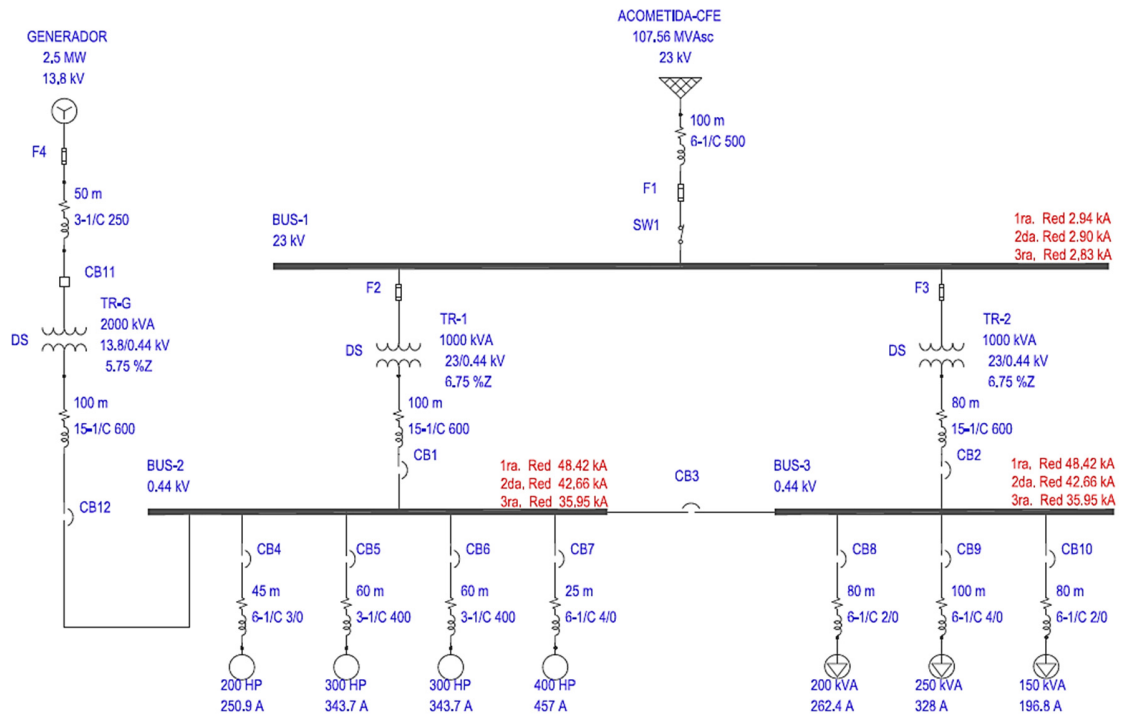 GENERADOR
2.5 MW
13.8 kV
F4
50 m
3-1/C 250
CB11
TR-G
2000 kVA
13.8/0.44 kV
5.75 %Z
DS
100 m
15-1/C 600
CB12
ACOMETIDA-CFE
107.56 MVAsc
23 kV
100 m
6-1/C 500
F1
SW1
BUS-1
23 kV
1ra. Red 2.94 kA
2da. Red 2.90 kA
3ra. Red 2,83 kA
F2
TR-1
1000 kVA
23/0.44 kV
6.75 %Z
DS
100 m
15-1/C 600
CB1
F3
TR-2
1000 kVA
23/0.44 kV
6.75 %Z
DS
80 m
15-1/C 600
CB2
BUS-2
0.44 kV
1ra. Red 48.42 kA
2da. Red 42.66 kA
3ra. Red 35.95 kA
CB3
BUS-3
0.44 kV
1ra. Red 48,42 kA
2da. Red 42.66 kA
3ra. Red 35.95 kA
CB4
45 m
6-1/C 3/0
200 HP
250.9 A
CB5
60 m
3-1/C 400
300 HP
343.7 A
CB6
60 m
3-1/C 400
300 HP
343.7 A
CB7
25 m
6-1/C 4/0
400 HP
457 A
CB8
80 m
6-1/C 2/0
200 kVA
262.4 A
CB9
100 m
6-1/C 4/0
250 kVA
328 A
CB10
80 m
6-1/C 2/0
150 kVA
196.8 A